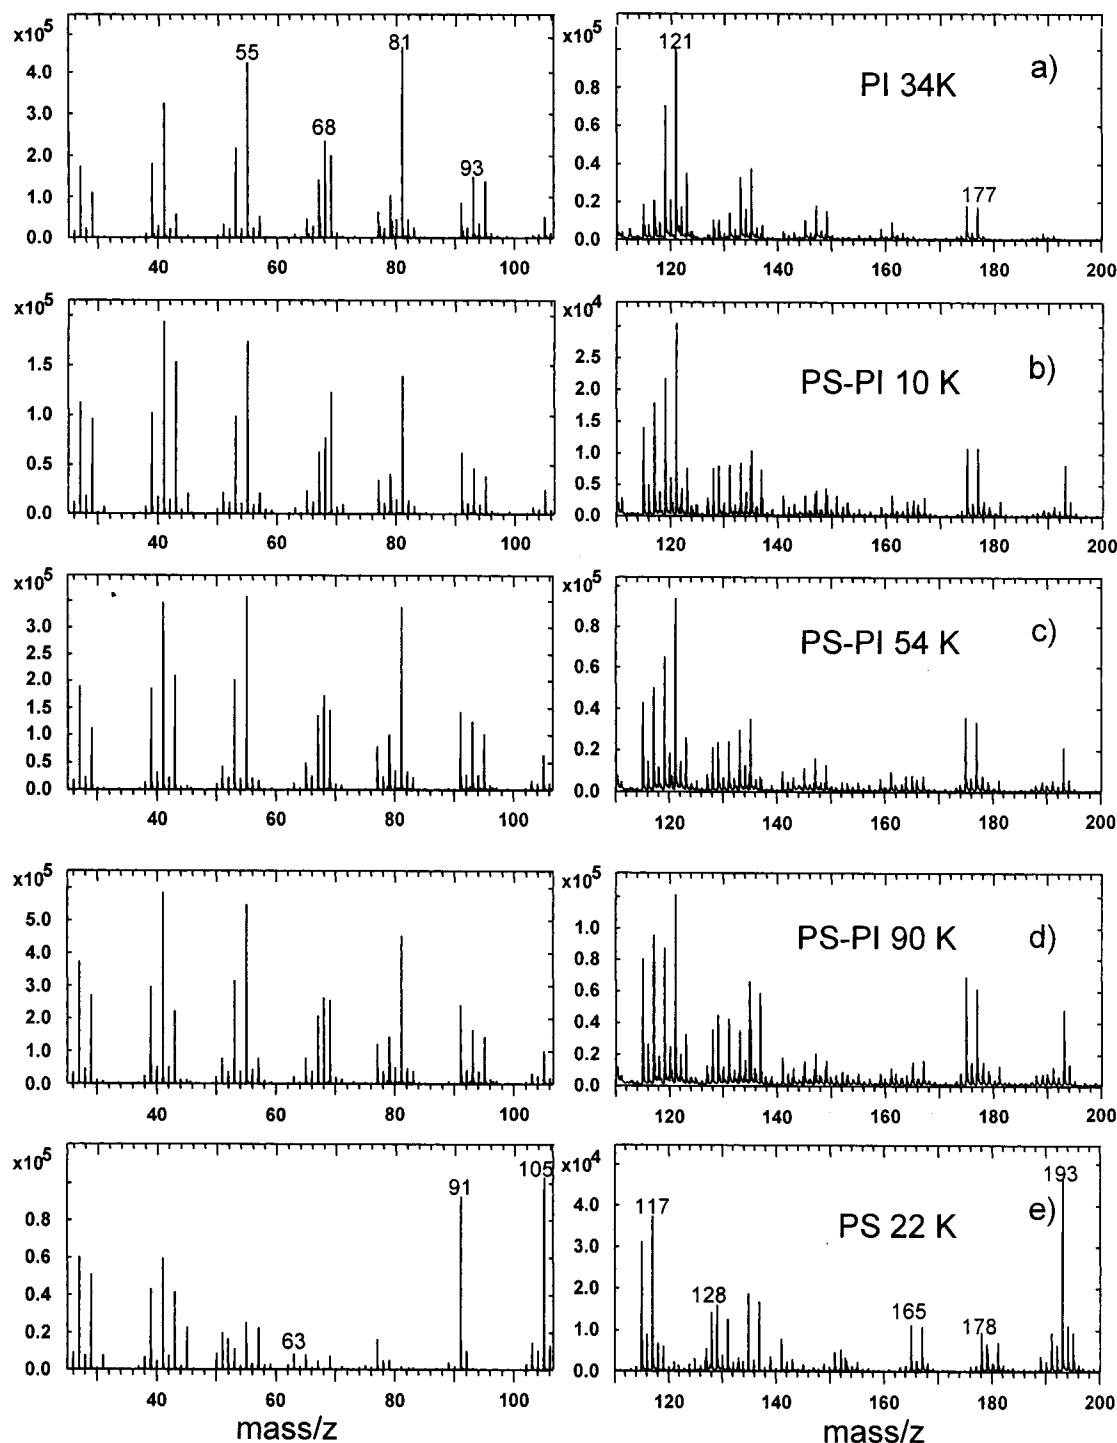 x10^5 4.0 3.0 2.0 1.0 0.0 55 68 81 93 40 60 80 100
x10^5 0.8 0.6 0.4 0.2 0.0 121 177 PI 34K a) 120 140 160 180 200
x10^5 1.5 1.0 0.5 0.0 40 60 80 100
x10^4 2.5 2.0 1.5 1.0 0.5 0.0 PS-PI 10 K b) 120 140 160 180 200
x10^5 3.0 2.5 2.0 1.5 1.0 0.5 0.0 40 60 80 100
x10^5 0.8 0.6 0.4 0.2 0.0 PS-PI 54 K c) 120 140 160 180 200
x10^5 5.0 4.0 3.0 2.0 1.0 0.0 40 60 80 100
x10^5 1.0 0.8 0.6 0.4 0.2 0.0 PS-PI 90 K d) 120 140 160 180 200
x10^5 0.8 0.6 0.4 0.2 0.0 63 91 105 40 60 80 100
mass/z
x10^4 4.0 3.0 2.0 1.0 0.0 117 128 165 178 193 PS 22 K e) 120 140 160 180 200
mass/z